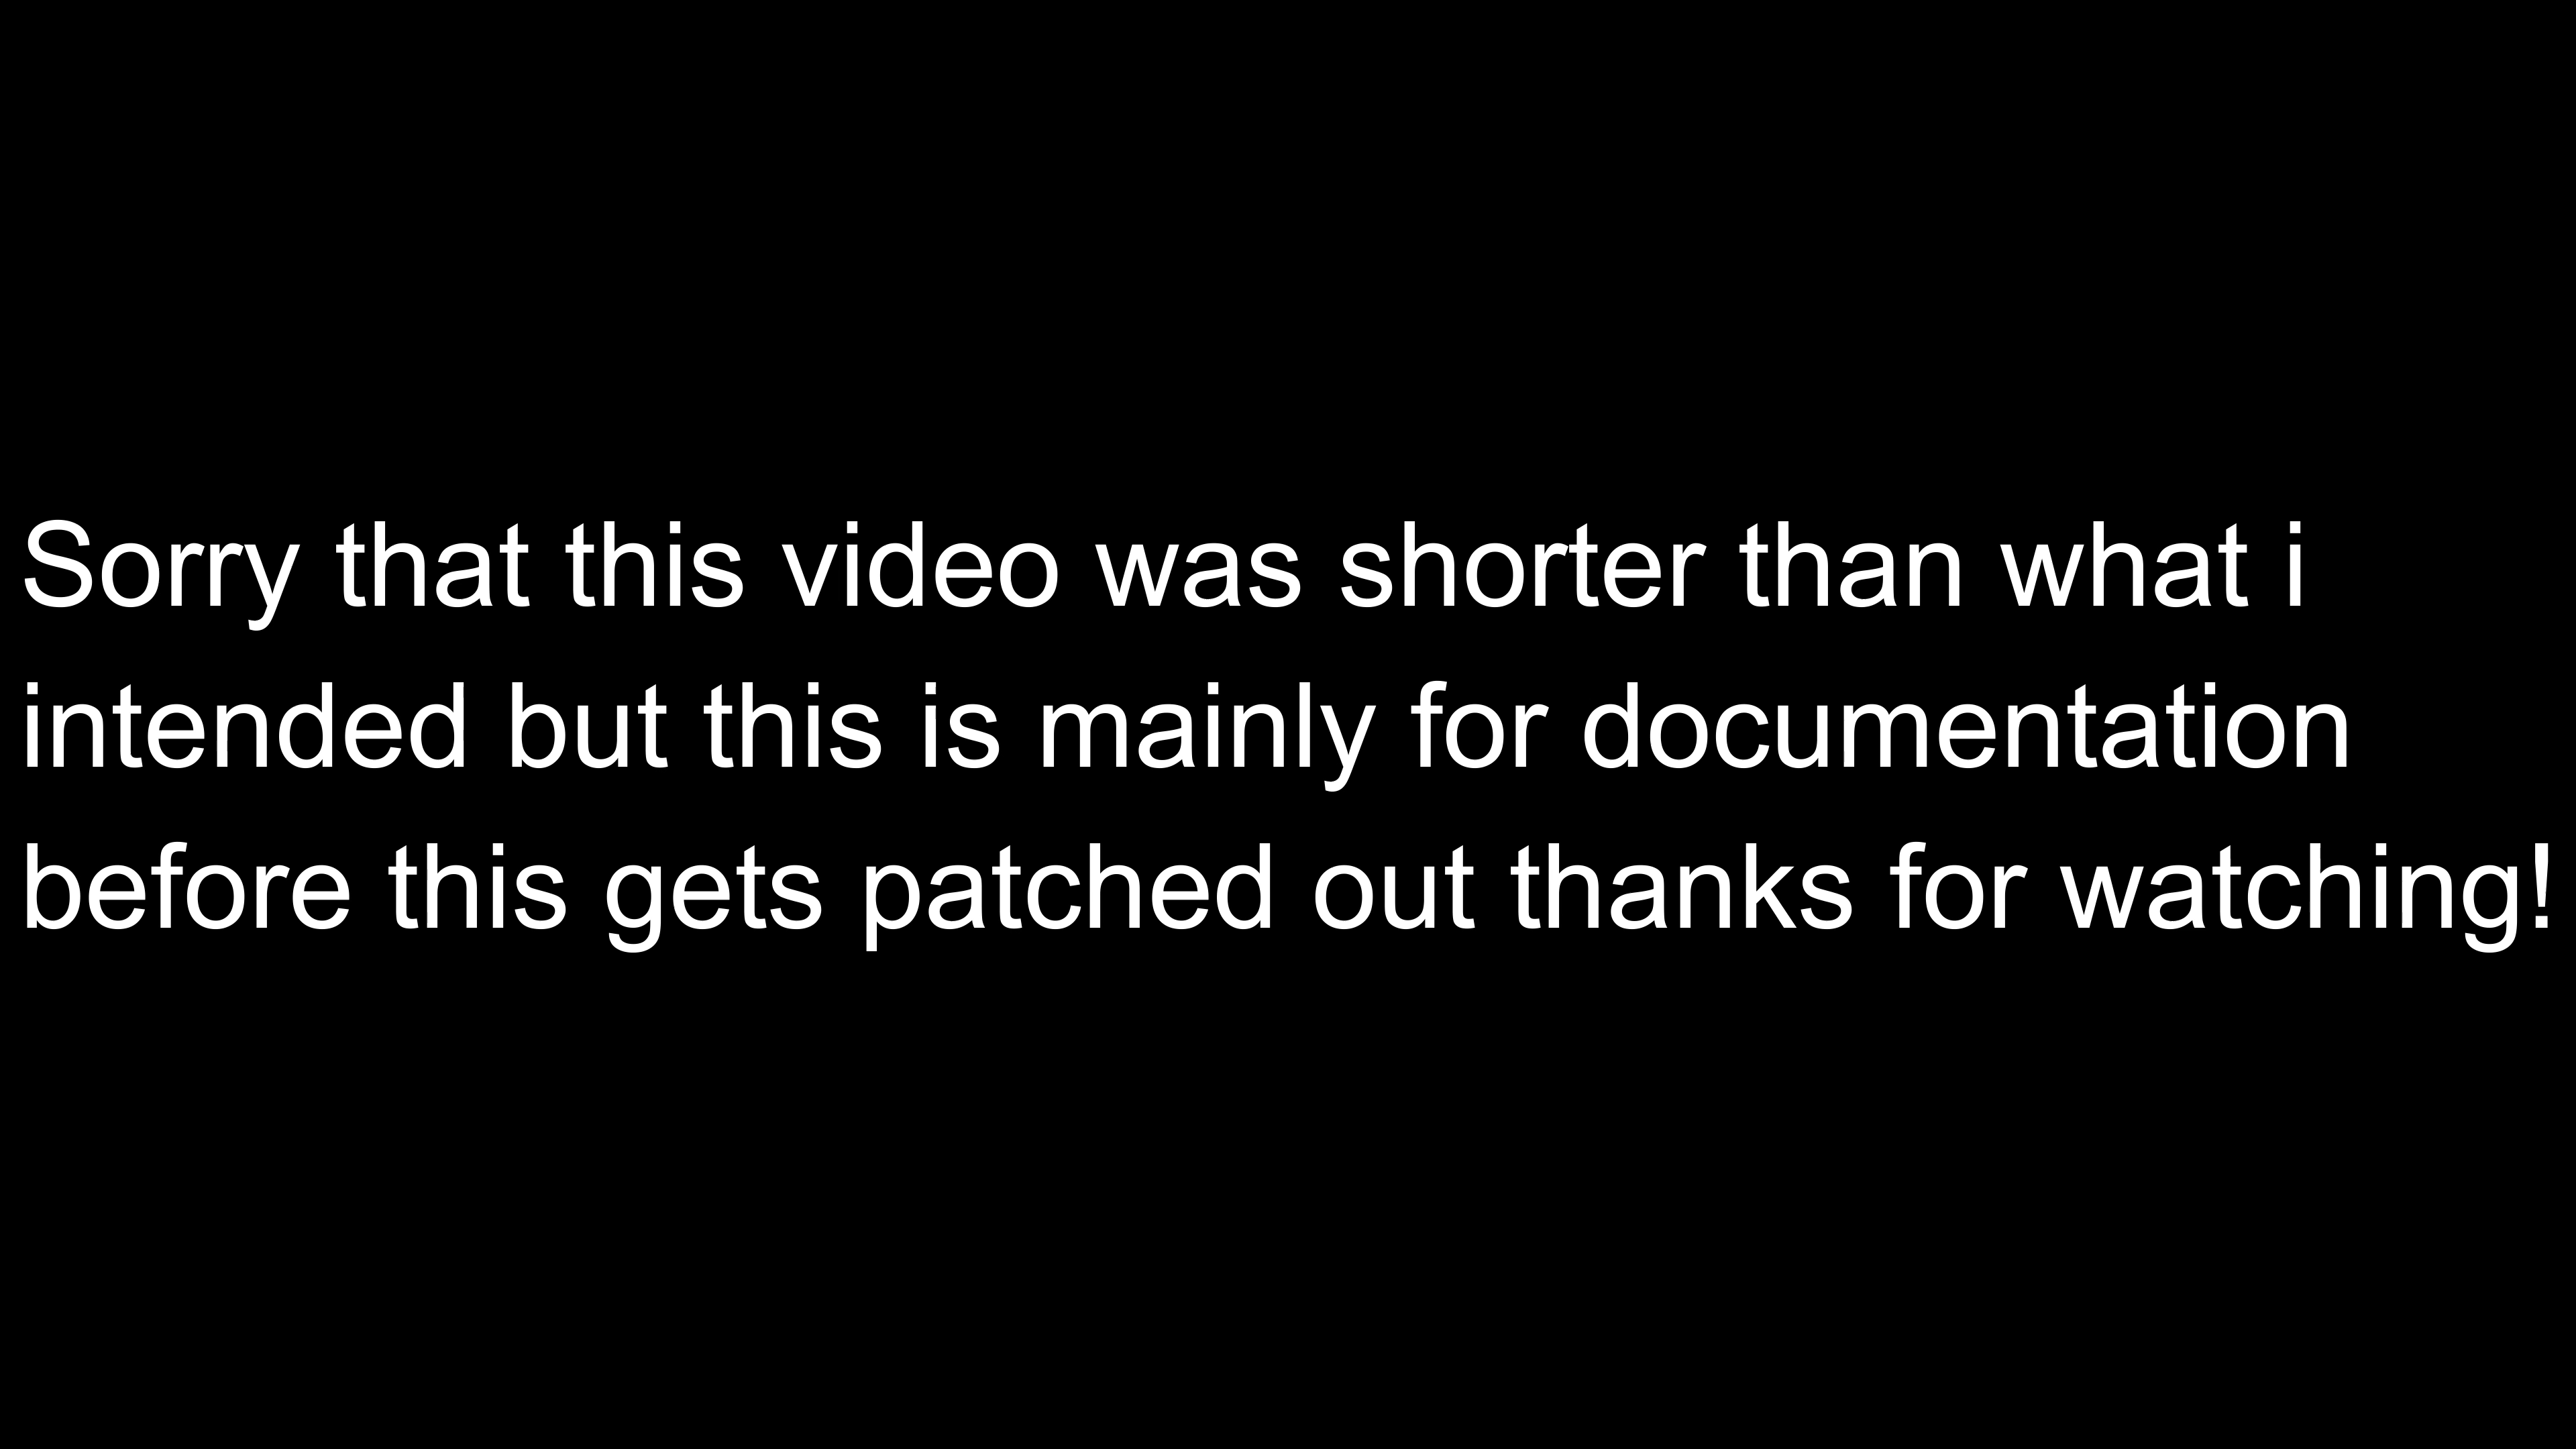 Sorry that this video was shorter than what i
intended but this is mainly for documentation
before this gets patched out thanks for watching!